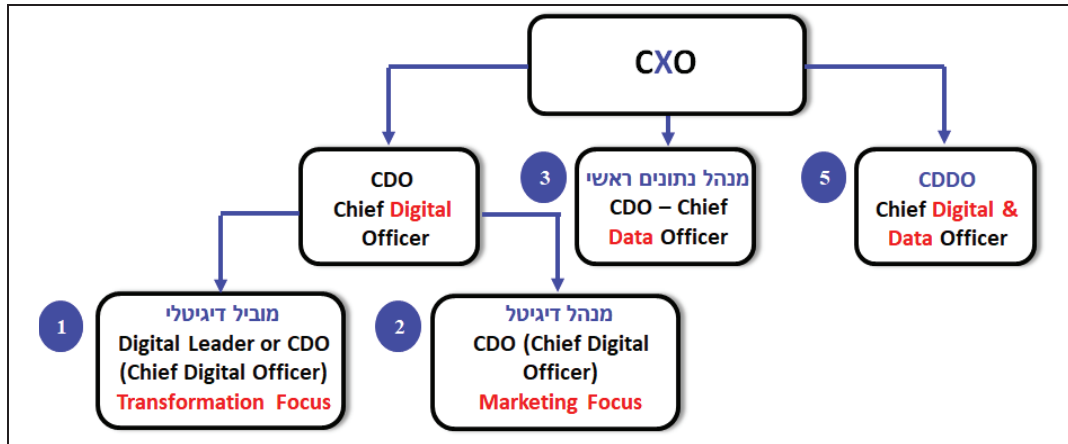 CXO
CDO
Chief Digital
Officer
3
מנהל נתונים ראשי
CDO – Chief
Data Officer
5
CDDO
Chief Digital &
Data Officer
1
מוביל דיגיטלי
Digital Leader or CDO
(Chief Digital Officer)
Transformation Focus
2
מנהל דיגיטל
CDO (Chief Digital
Officer)
Marketing Focus